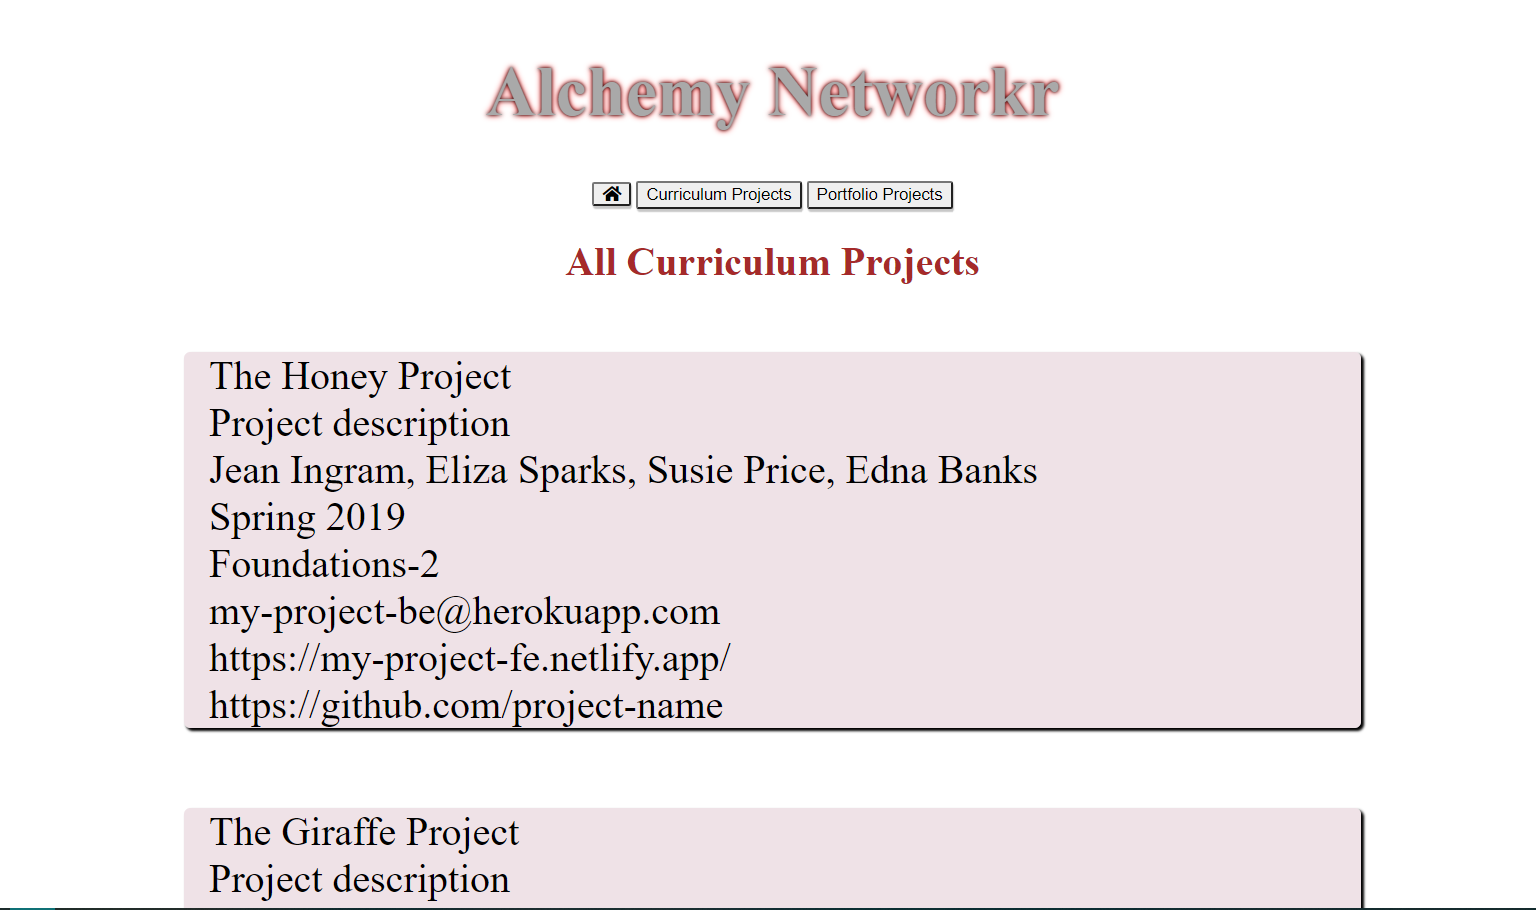 Alchemy Networkr
Curriculum Projects Portfolio Projects
All Curriculum Projects
The Honey Project
Project description
Jean Ingram, Eliza Sparks, Susie Price, Edna Banks
Spring 2019
Foundations-2
my-project-be@herokuapp.com
https://my-project-fe.netlify.app/
https://github.com/project-name
The Giraffe Project
Project description